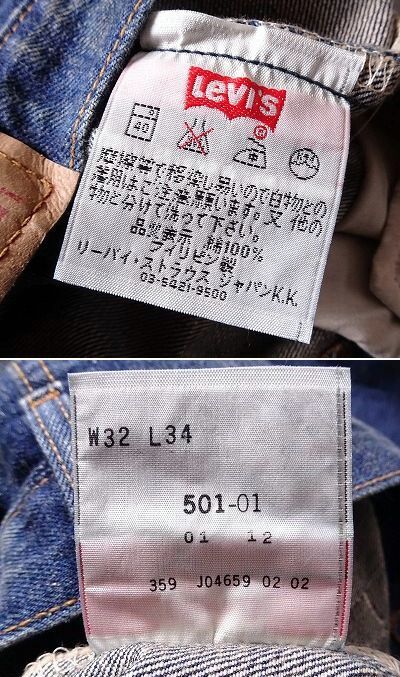 Levi's
40
摩擦等で色移し易いので白物との
着用はご注意願います。又、他の
物と分けて洗って下さい。
品質表示 綿100%
フィリピン製
リーバイ・ストラウス ジャパンK.K.
03-5421-9500
W32 L34
501-01
01 12
359 J04659 02 02